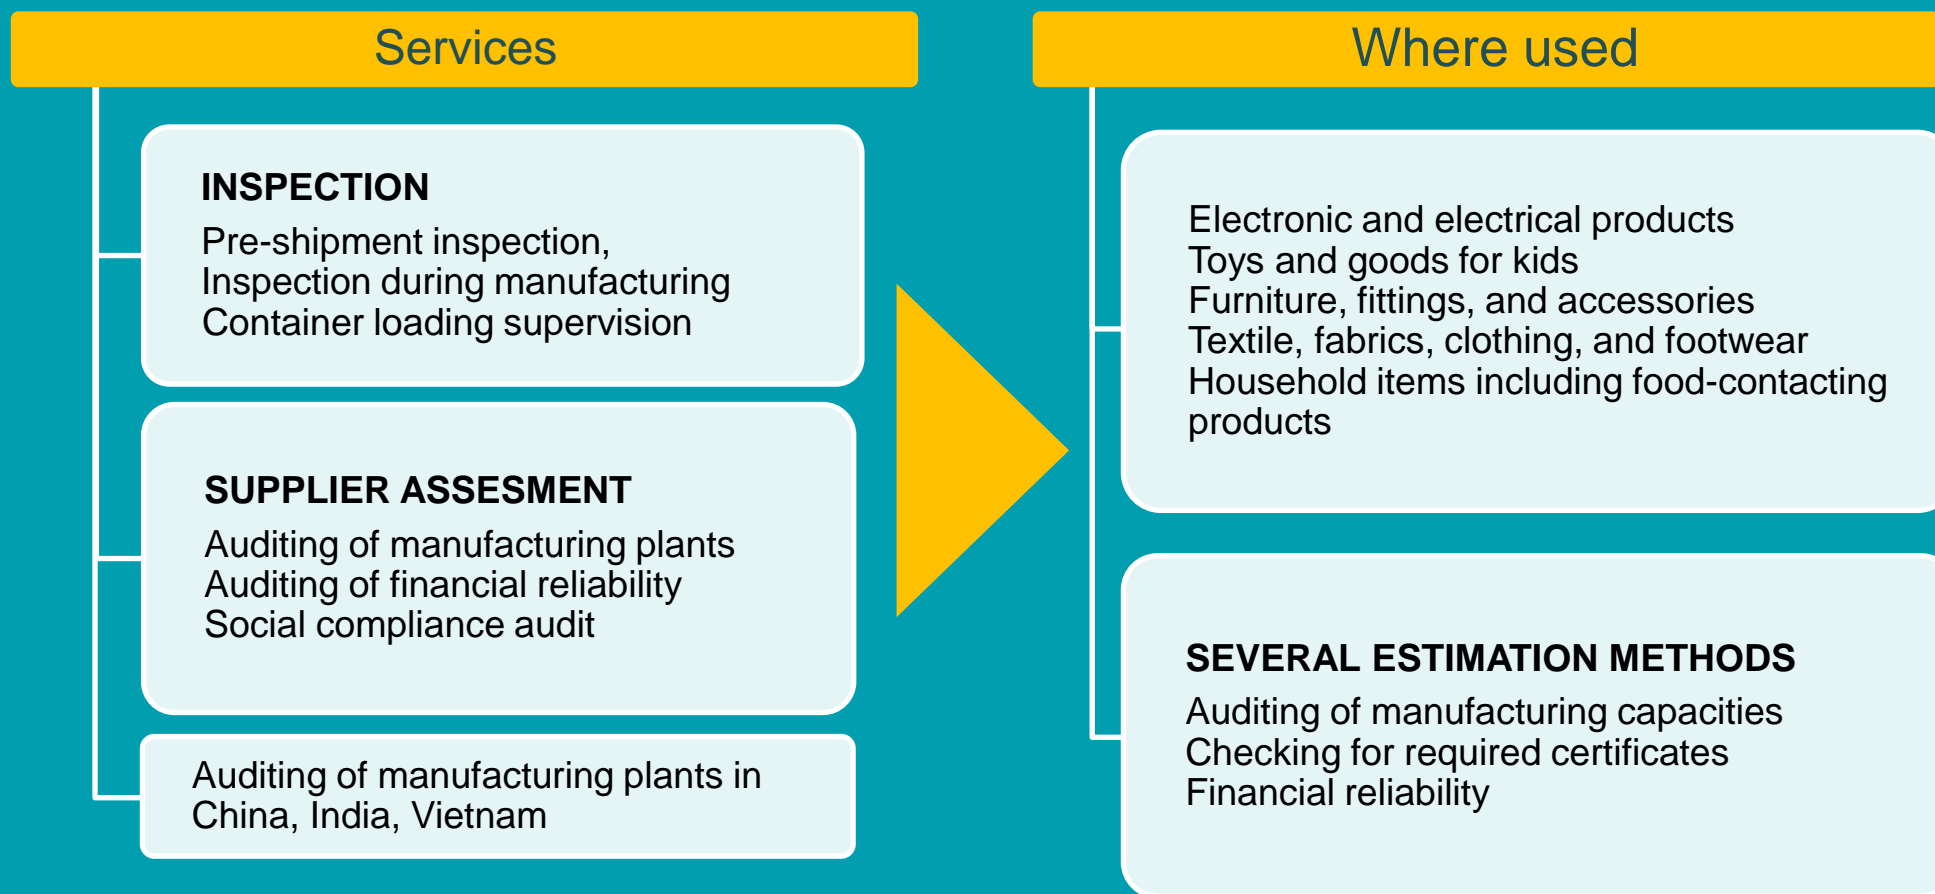 Services
INSPECTION
Pre-shipment inspection,
Inspection during manufacturing
Container loading supervision
SUPPLIER ASSESMENT
Auditing of manufacturing plants
Auditing of financial reliability
Social compliance audit
Auditing of manufacturing plants in
China, India, Vietnam
Where used
Electronic and electrical products
Toys and goods for kids
Furniture, fittings, and accessories
Textile, fabrics, clothing, and footwear
Household items including food-contacting
products
SEVERAL ESTIMATION METHODS
Auditing of manufacturing capacities
Checking for required certificates
Financial reliability